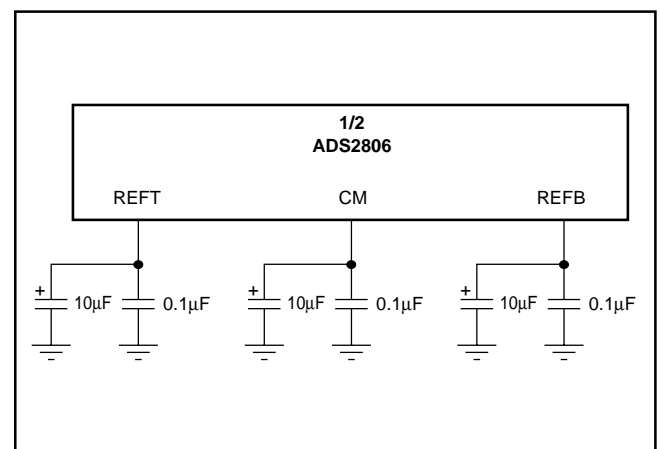 1/2
ADS2806
REFT CM REFB
+ 10µF 0.1µF + 10µF 0.1µF + 10µF 0.1µF